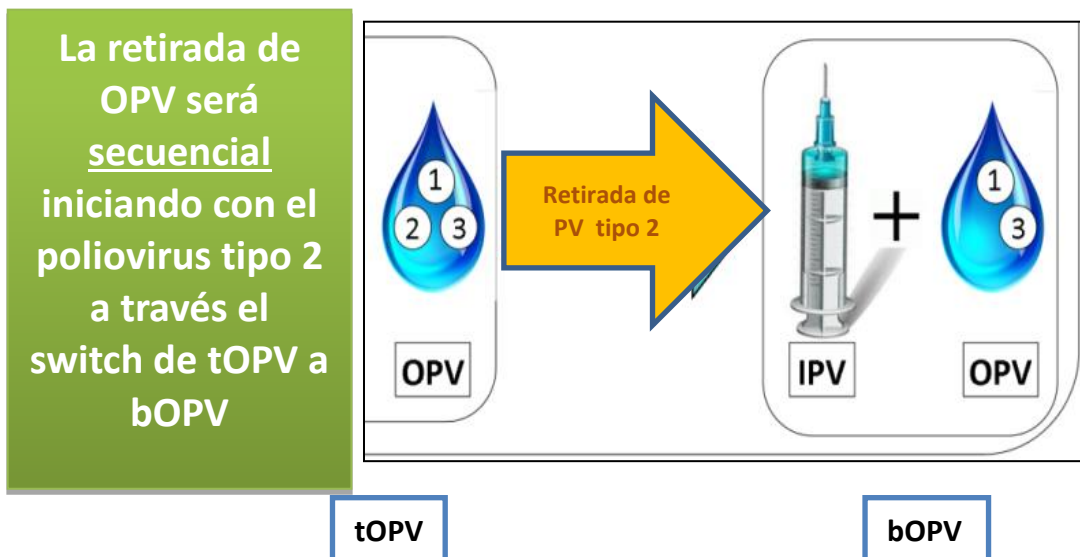 La retirada de
OPV será
secuencial
iniciando con el
poliovirus tipo 2
a través el
switch de tOPV a
bOPV
1
2 3
OPV
Retirada de
PV tipo 2
+
1
3
IPV
OPV
tOPV
bOPV